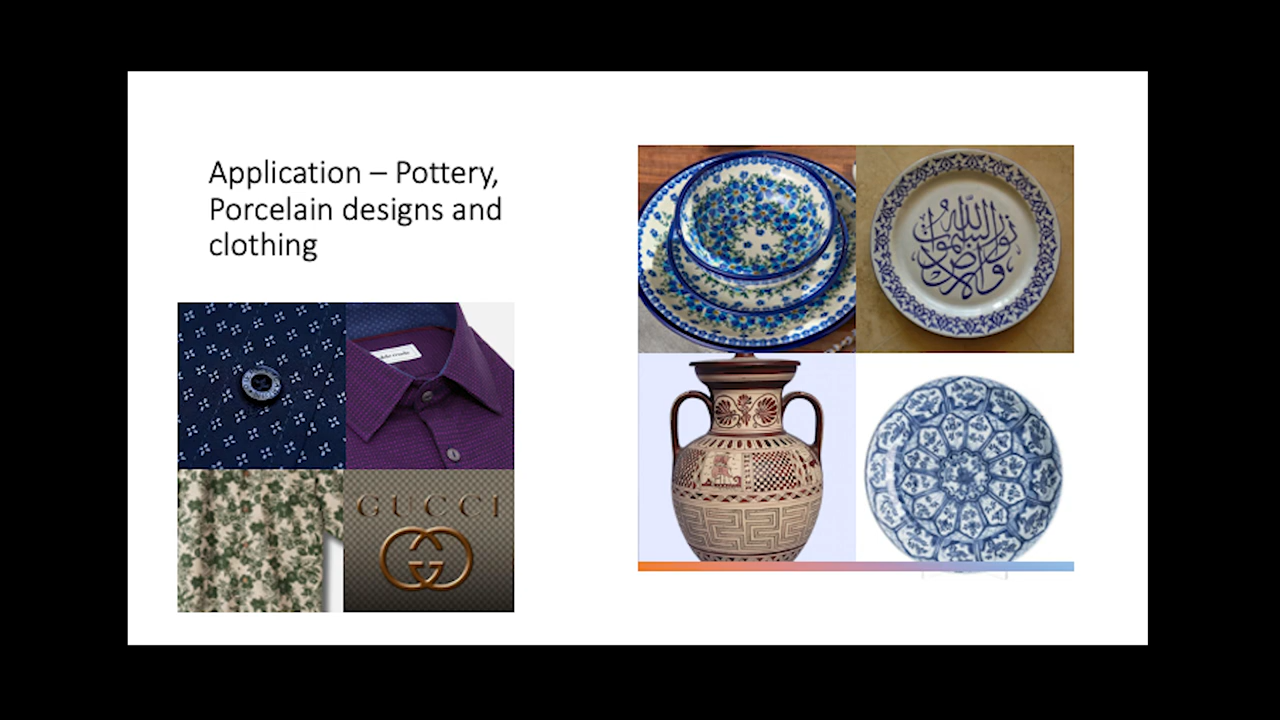 Application – Pottery,
Porcelain designs and
clothing
GUCCI
الله
نور السموات
والارض